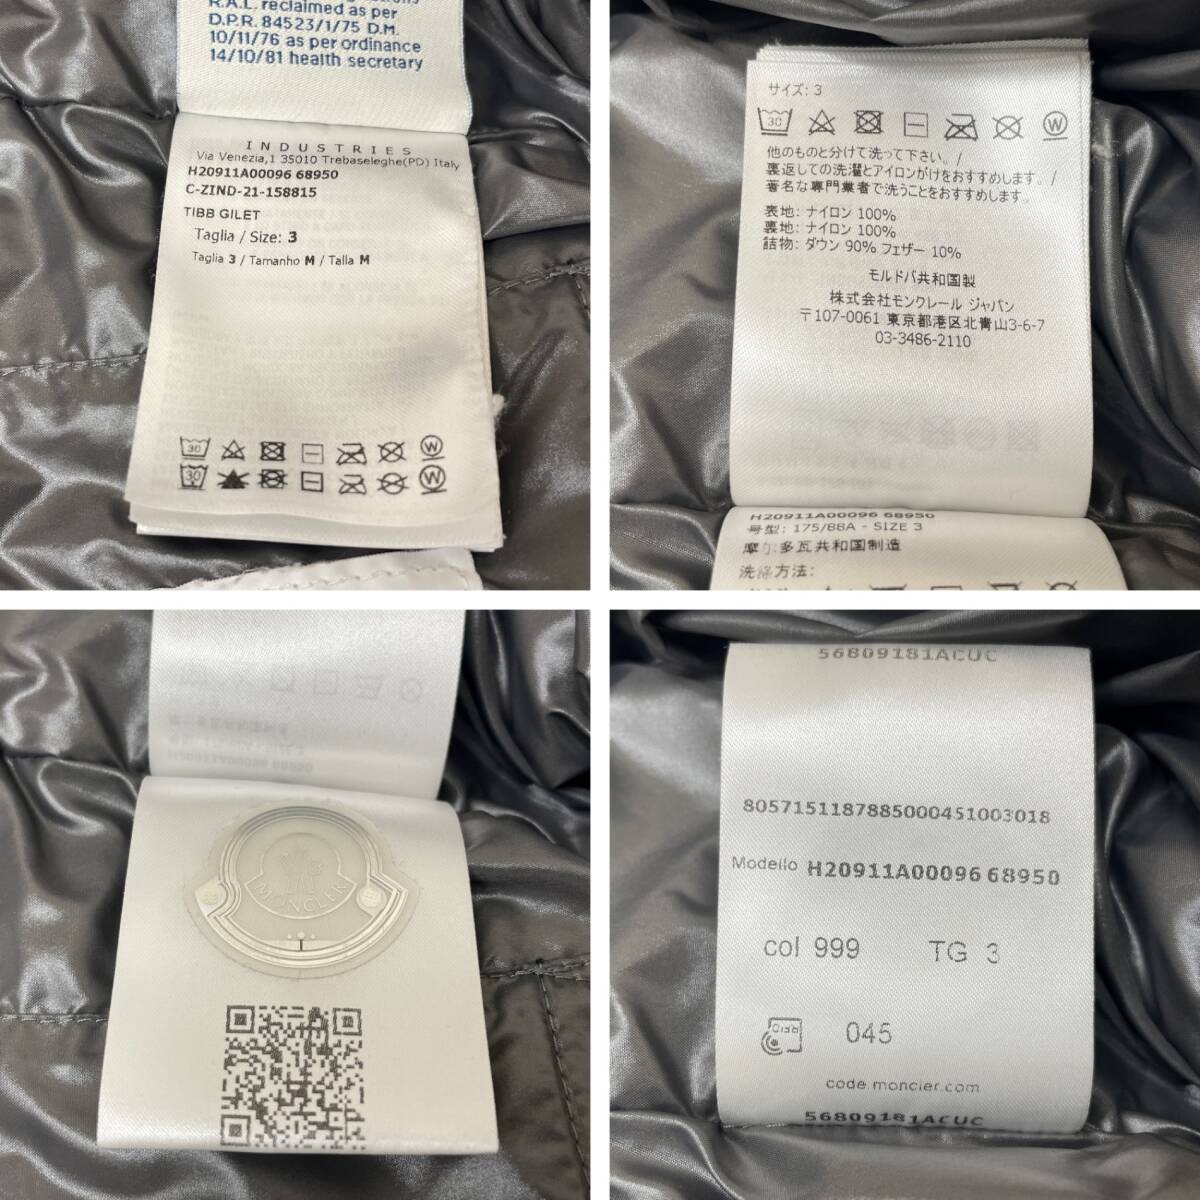 R.A.L. reclaimed as per
D.P.R. 84523/1/75 D.M.
10/11/76 as per ordinance
14/10/81 health secretary
INDUSTRIES
Via Venezia,1 35010 Trebaseleghe(PD) Italy
H20911A00096 68950
C-ZIND-21-158815
TIBB GILET
Taglia / Size: 3
Taglia 3 / Tamanho M / Talla M
30
W
30
W
サイズ: 3
30
W
他のものと分けて洗って下さい。/
裏返しての洗濯とアイロンがけをおすすめします。/
著名な専門業者で洗うことをおすすめします。
表地: ナイロン 100%
裏地: ナイロン 100%
詰物: ダウン 90% フェザー 10%
モルドバ共和国製
株式会社モンクレール ジャパン
〒107-0061 東京都港区北青山3-6-7
03-3486-2110
H20911A00096 68950
号型: 175/88A - SIZE 3
摩尔多瓦共和国制造
洗涤方法:
MONCLER
56809181ACUC
8057151187885000451003018
Modello H20911A00096 68950
col 999 TG 3
RFID 045
code.moncler.com
56809181ACUC